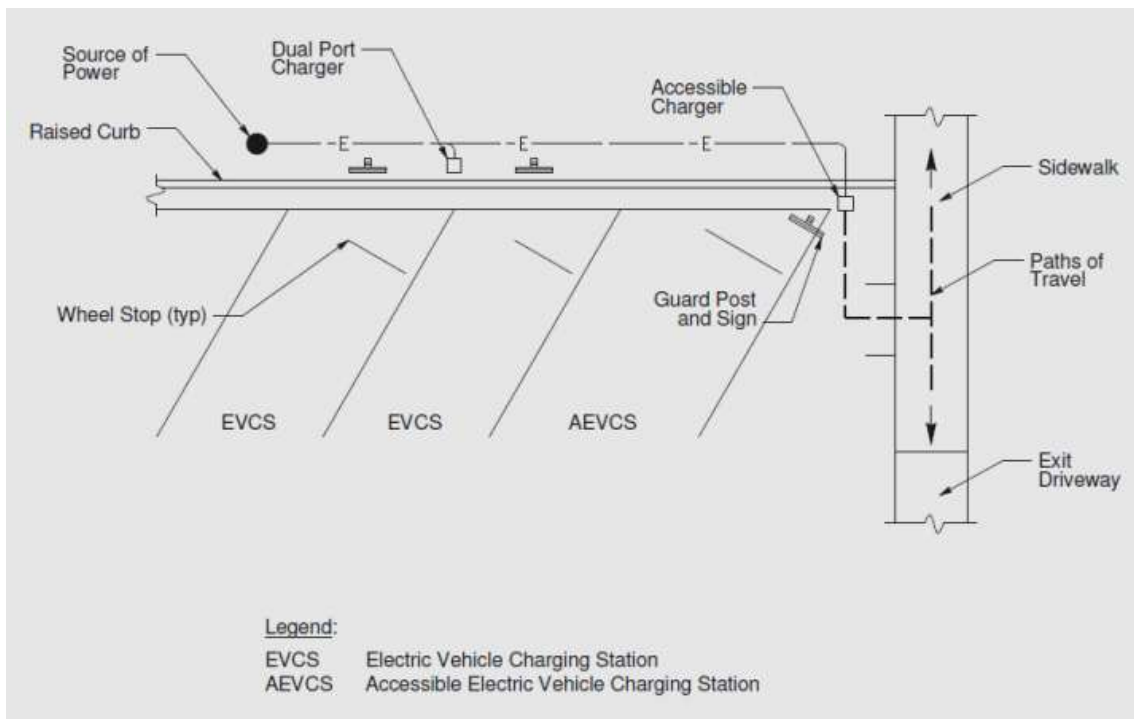 Source of
Power
Dual Port
Charger
Accessible
Charger
Raised Curb
E
E
E
Sidewalk
Paths of
Travel
Wheel Stop (typ)
Guard Post
and Sign
EVCS
EVCS
AEVCS
Exit
Driveway
Legend:
EVCS Electric Vehicle Charging Station
AEVCS Accessible Electric Vehicle Charging Station